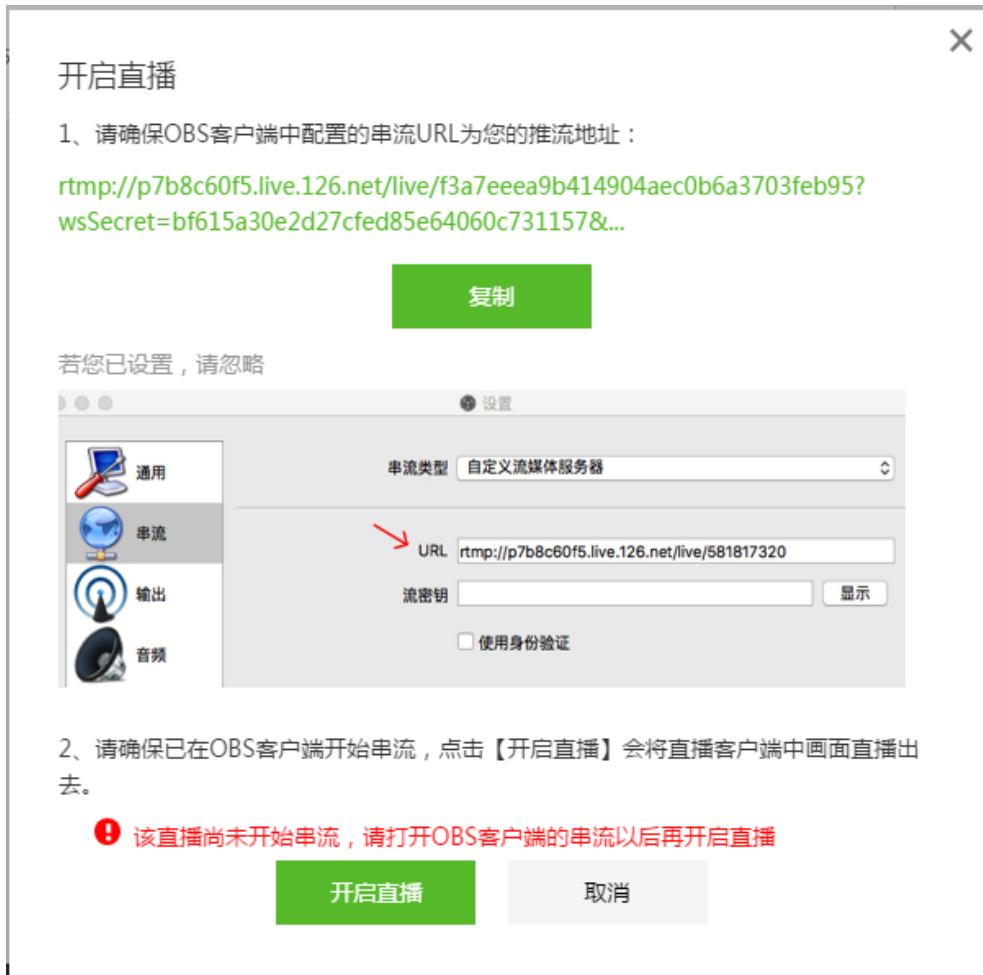 开启直播
1、请确保OBS客户端中配置的串流URL为您的推流地址：
rtmp://p7b8c60f5.live.126.net/live/f3a7eeea9b414904aec0b6a3703feb95?
wsSecret=bf615a30e2d27cfed85e64060c731157&...
复制
若您已设置，请忽略
设置
通用
串流类型 自定义流媒体服务器
串流
URL rtmp://p7b8c60f5.live.126.net/live/581817320
输出
流密钥 显示
使用身份验证
音频
2、请确保已在OBS客户端开始串流，点击【开启直播】会将直播客户端中画面直播出
去。
该直播尚未开始串流，请打开OBS客户端的串流以后再开启直播
开启直播 取消